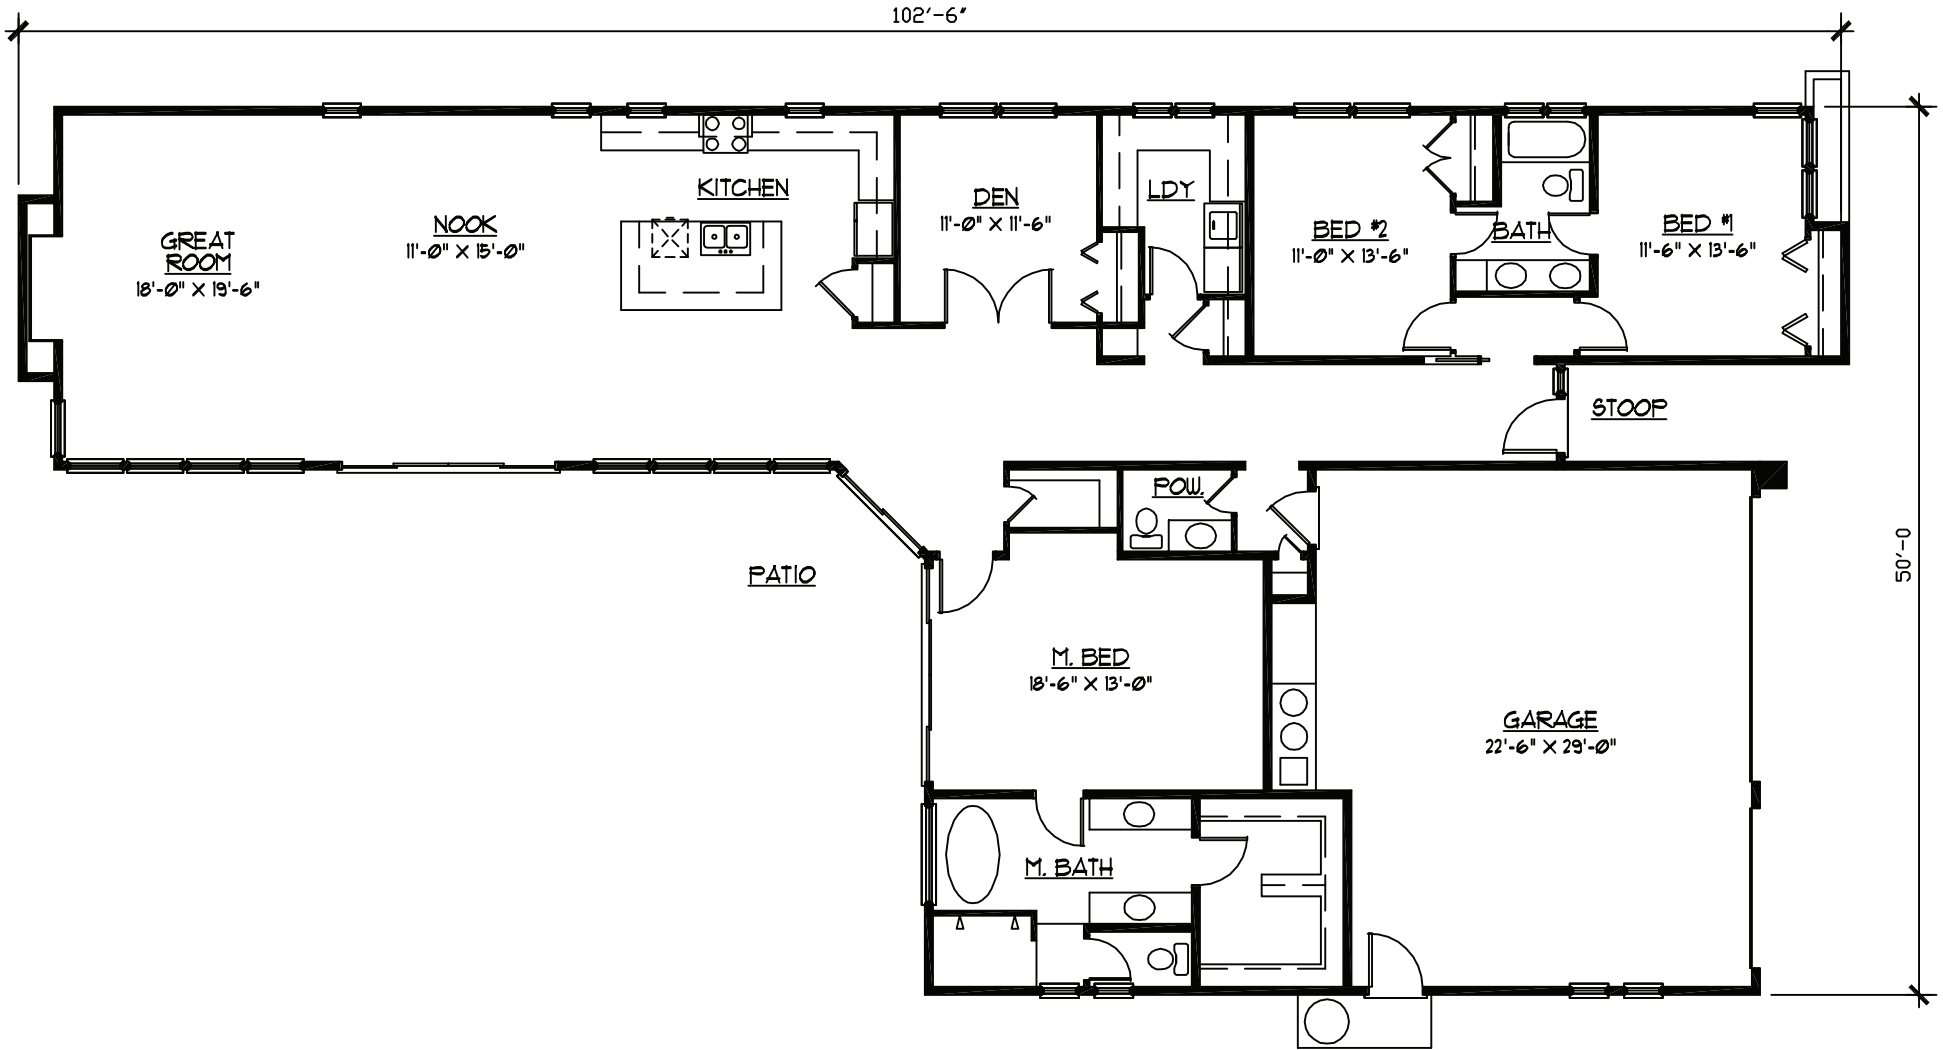 102'-6"
GREAT
ROOM
18'-0" X 19'-6"
NOOK
11'-0" X 15'-0"
KITCHEN
DEN
11'-0" X 11'-6"
LDY
BED #2
11'-0" X 13'-6"
BATH
BED #1
11'-6" X 13'-6"
STOOP
POW.
PATIO
50'-0
M. BED
18'-6" X 13'-0"
GARAGE
22'-6" X 29'-0"
M. BATH